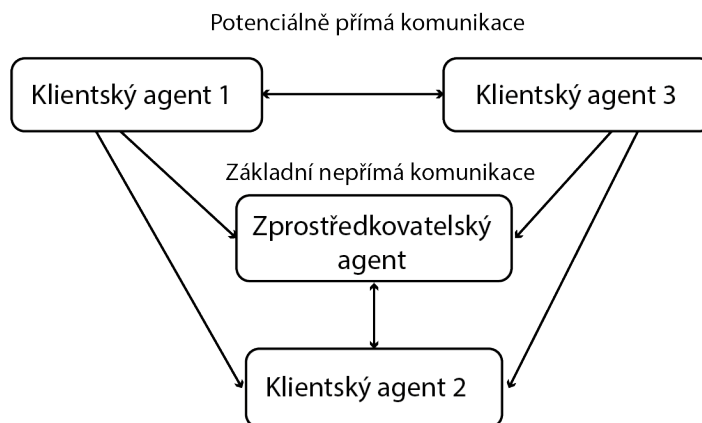 Potenciálně přímá komunikace
Klientský agent 1
Klientský agent 3
Základní nepřímá komunikace
Zprostředkovatelský
agent
Klientský agent 2